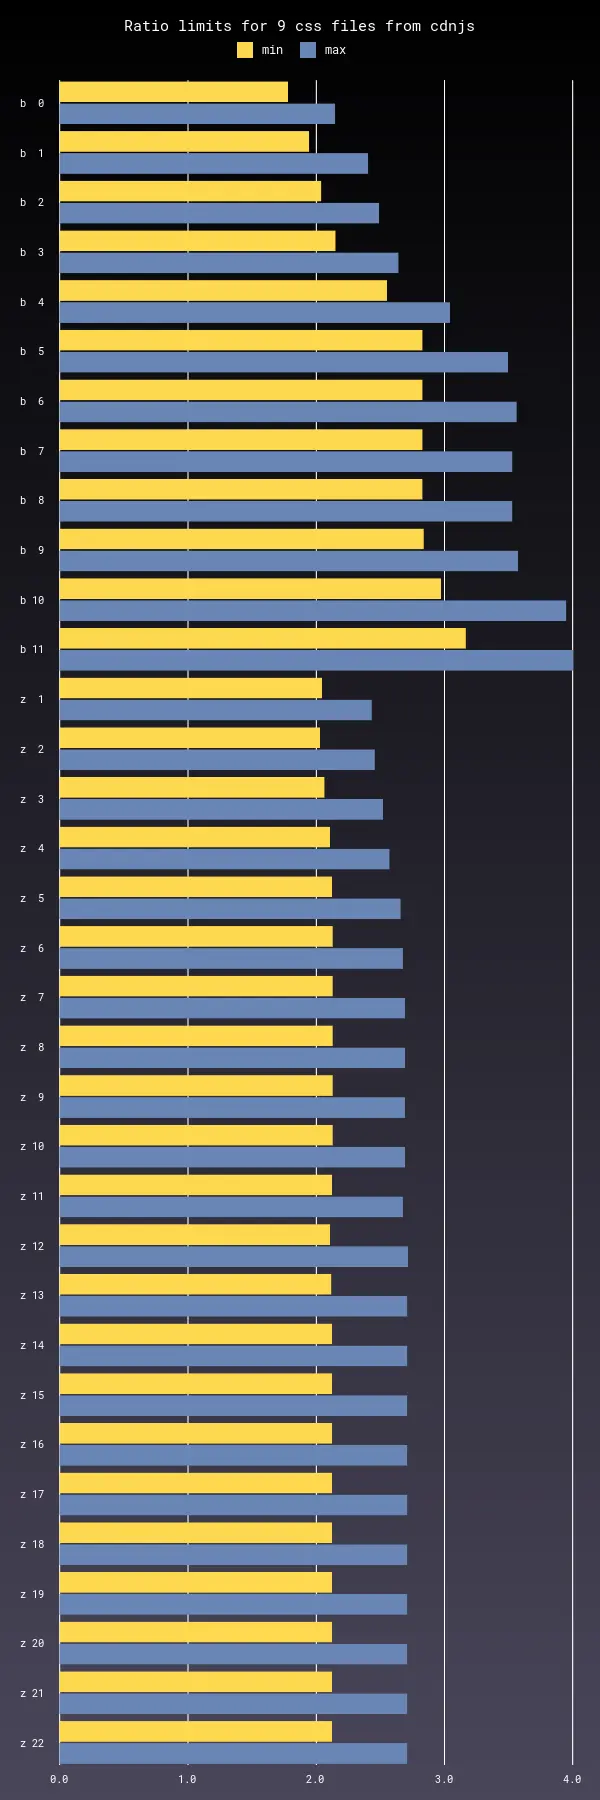 Ratio limits for 9 css files from cdnjs
min max
b 0
b 1
b 2
b 3
b 4
b 5
b 6
b 7
b 8
b 9
b 10
b 11
z 1
z 2
z 3
z 4
z 5
z 6
z 7
z 8
z 9
z 10
z 11
z 12
z 13
z 14
z 15
z 16
z 17
z 18
z 19
z 20
z 21
z 22
0.0 1.0 2.0 3.0 4.0